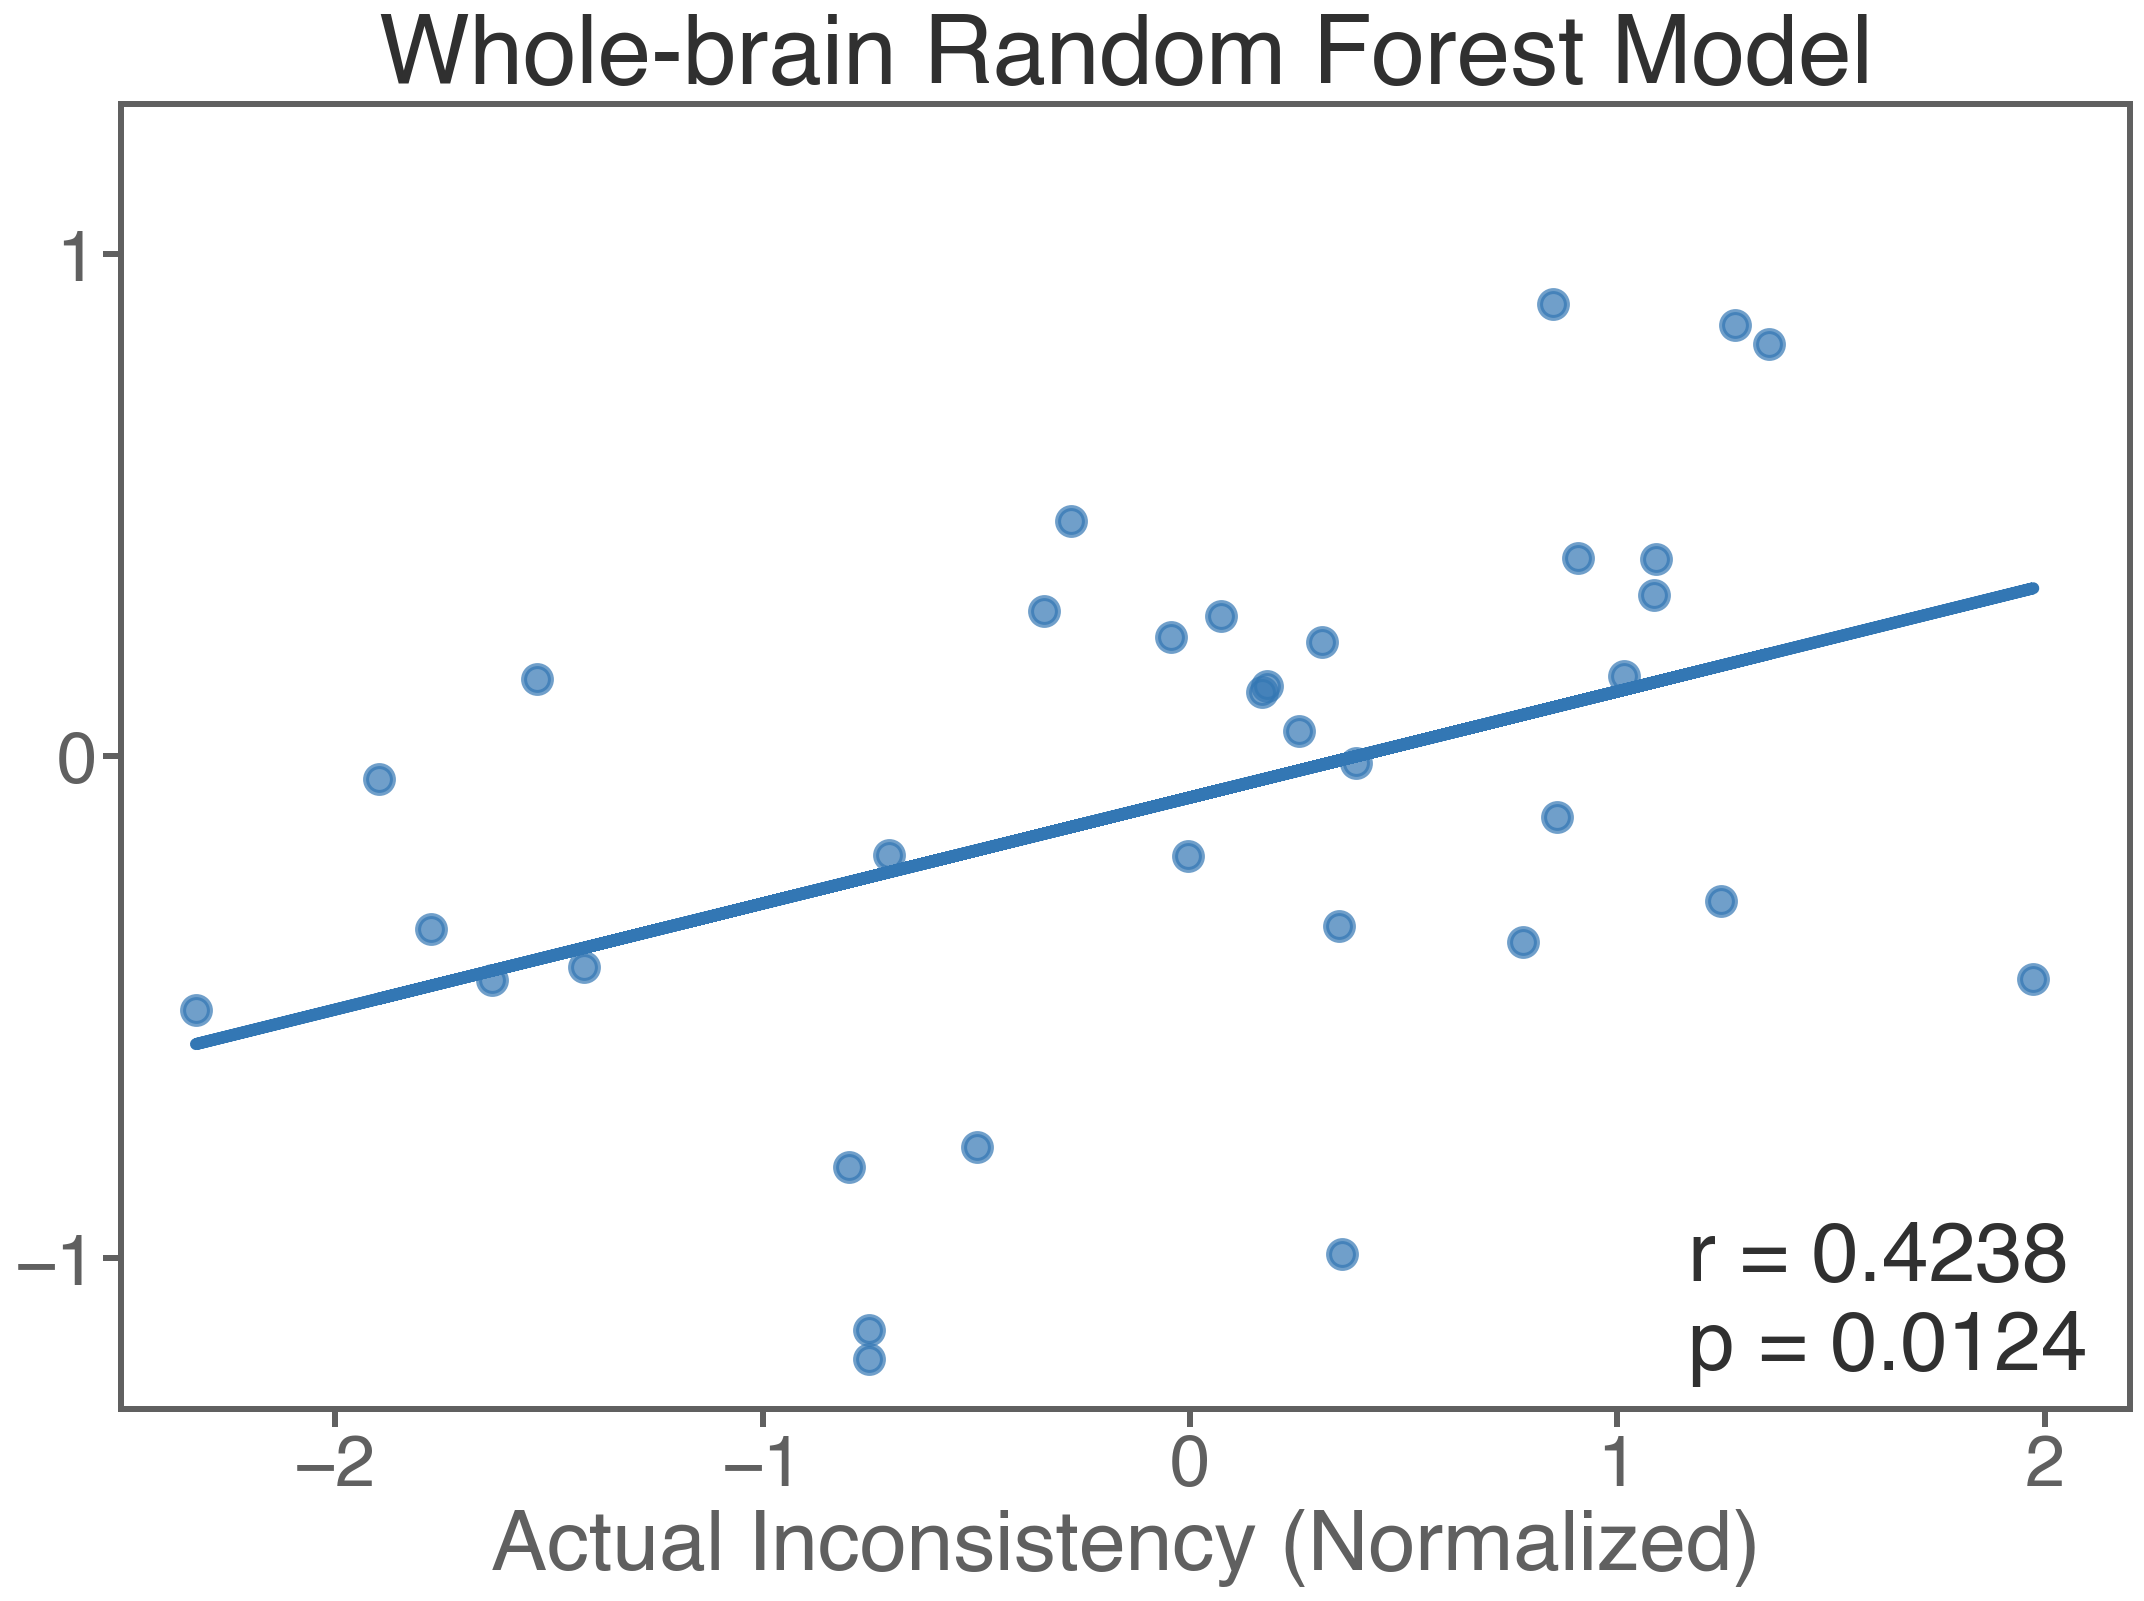 Whole-brain Random Forest Model
1
0
−1
r = 0.4238
p = 0.0124
−2 −1 0 1 2
Actual Inconsistency (Normalized)